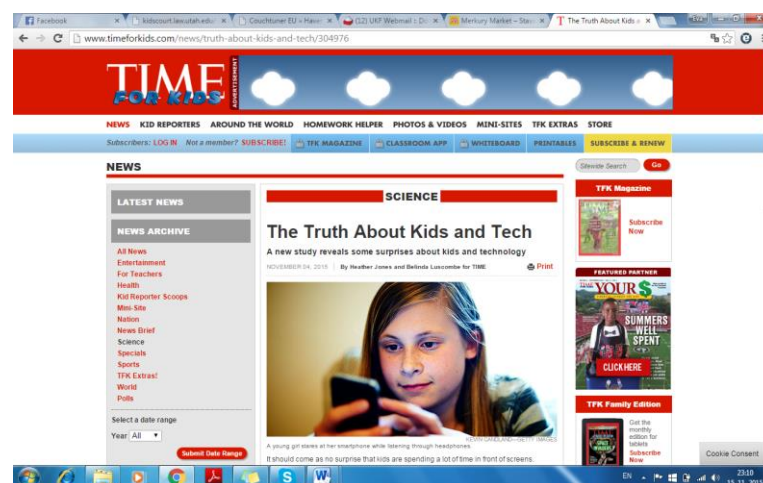 Facebook
kidscourt.law.utah.edu/
Couchtuner EU
(12) UKF Webmail
Merkury Market – Sta
The Truth About Kids a
www.timeforkids.com/news/truth-about-kids-and-tech/304976
TIME
FOR KIDS
ADVERTISEMENT
NEWS KID REPORTERS AROUND THE WORLD HOMEWORK HELPER PHOTOS & VIDEOS MINI-SITES TFK EXTRAS STORE
Subscribers: LOG IN Not a member? SUBSCRIBE! TFK MAGAZINE CLASSROOM APP WHITEBOARD PRINTABLES SUBSCRIBE & RENEW
NEWS
Sitewide Search Go
LATEST NEWS
NEWS ARCHIVE
All News
Entertainment
For Teachers
Health
Kid Reporter Scoops
Mini-Site
Nation
News Brief
Science
Specials
Sports
TFK Extras!
World
Polls
Select a date range
Year All
Submit Date Range
SCIENCE
The Truth About Kids and Tech
A new study reveals some surprises about kids and technology
NOVEMBER 04, 2015 | By Heather Jones and Belinda Luscombe for TIME Print
KEVIN CANDLAND—GETTY IMAGES
A young girl stares at her smartphone while listening through headphones.
It should come as no surprise that kids are spending a lot of time in front of screens.
TFK Magazine
Subscribe
Now
FEATURED PARTNER
YOUR $
SUMMERS
WELL
SPENT
CLICK HERE
TFK Family Edition
Get the
monthly
edition for
tablets
Subscribe
Now
Cookie Consent
EN
23:10